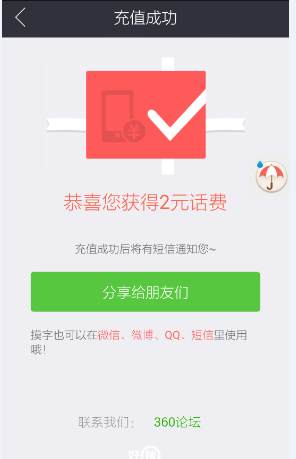 充值成功
恭喜您获得2元话费
充值成功后将有短信通知您~
分享给朋友们
摸字也可以在微信、微博、QQ、短信里使用
哦！
联系我们： 360论坛